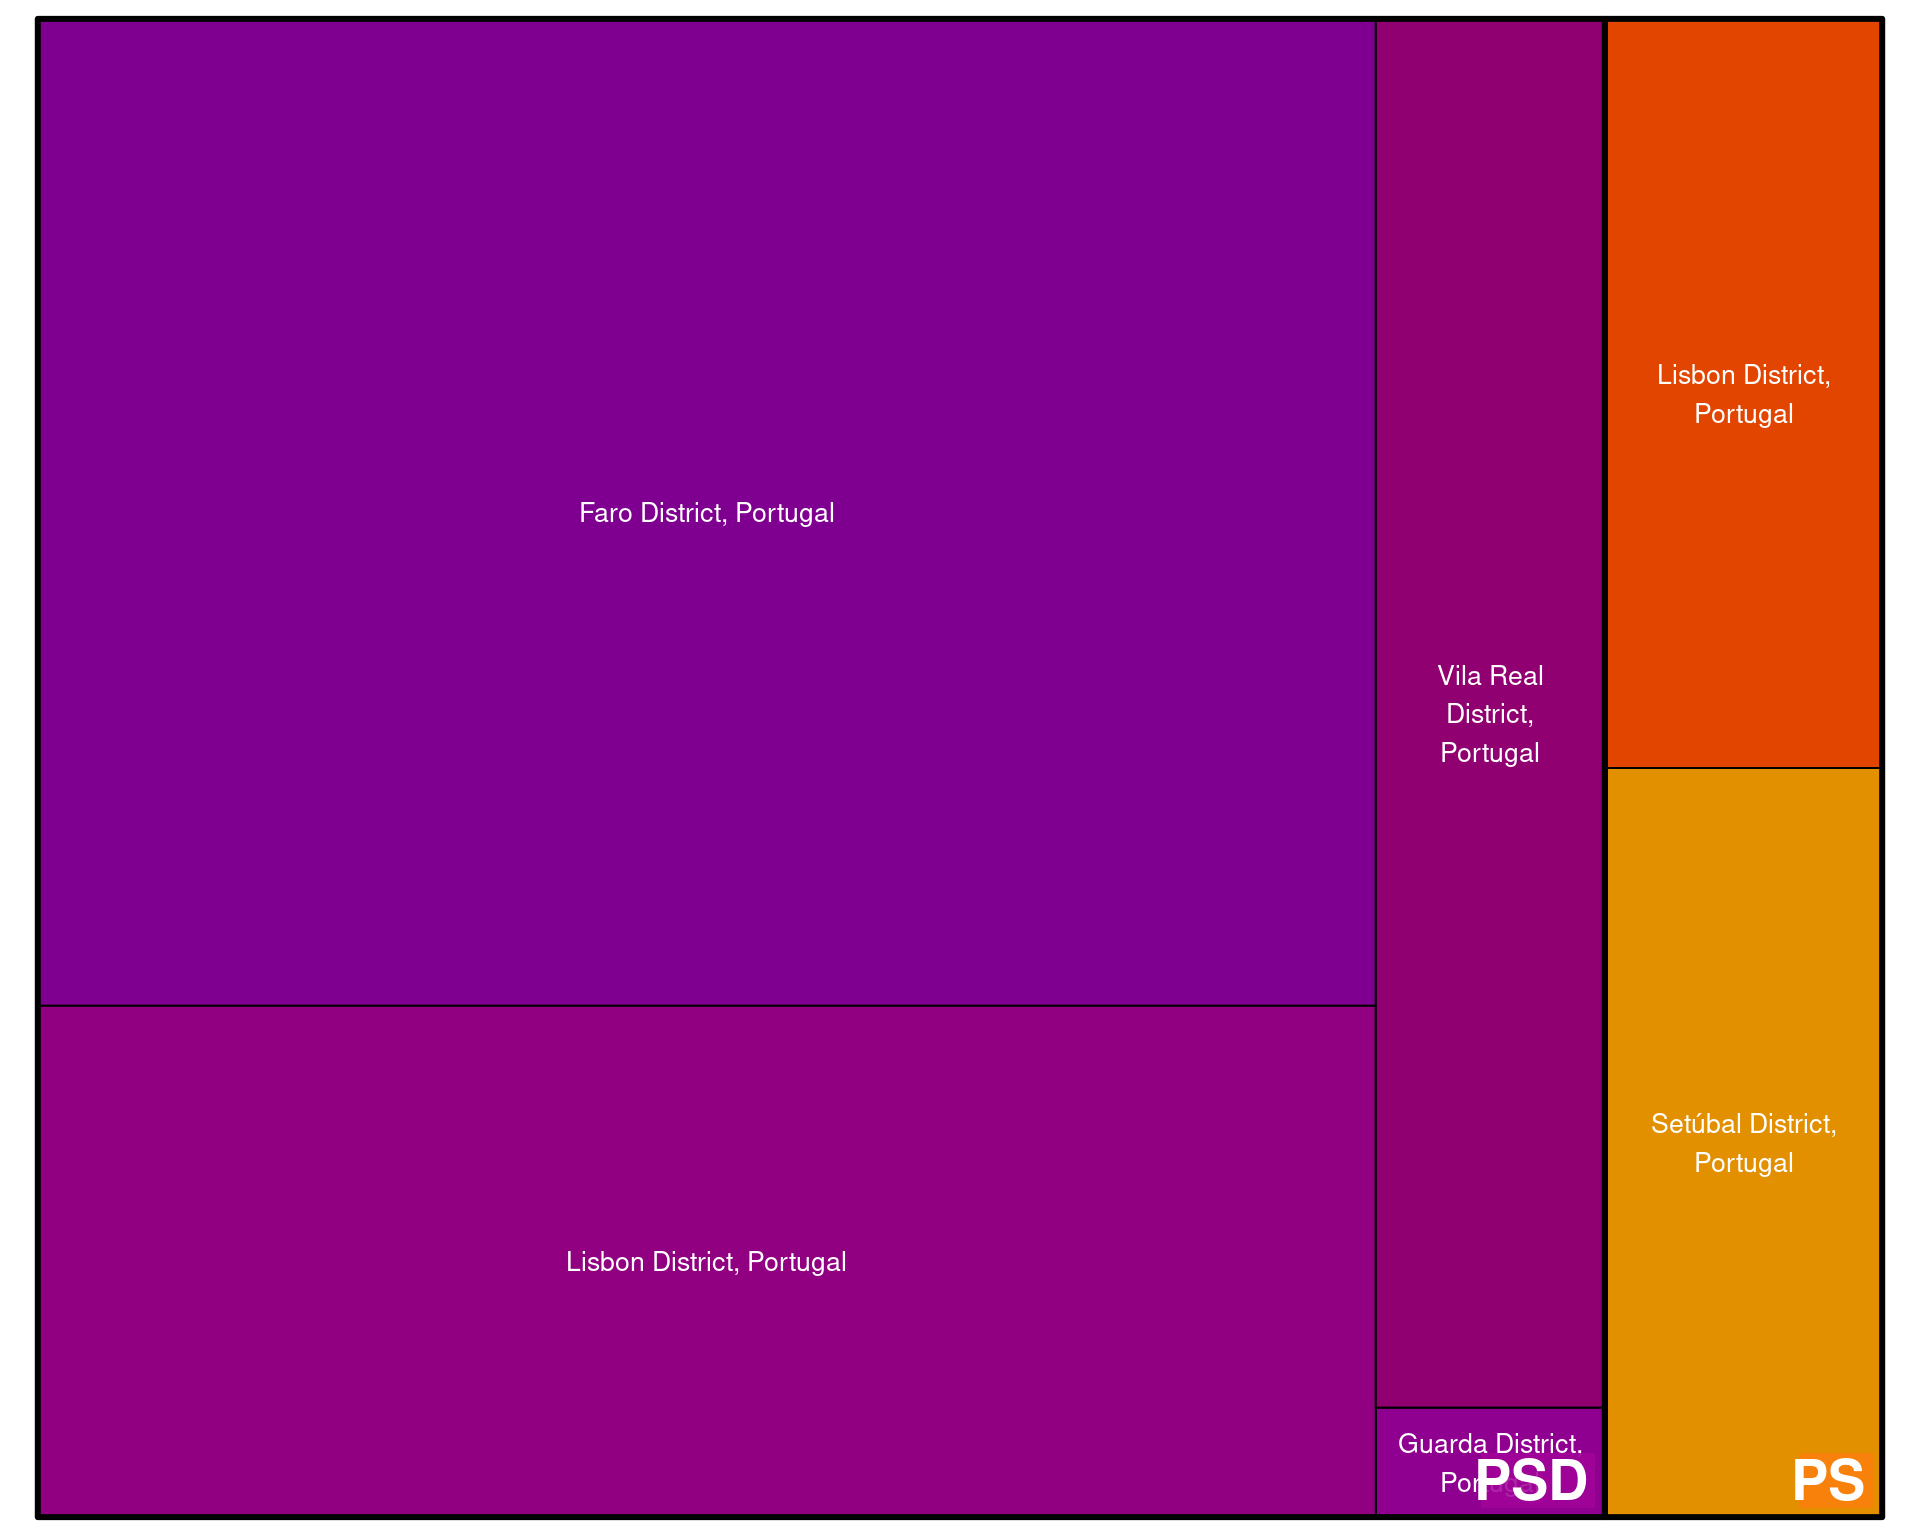 Faro District, Portugal
Lisbon District, Portugal
Vila Real
District,
Portugal
Guarda District,
PSD
Lisbon District,
Portugal
Setúbal District,
Portugal
PS